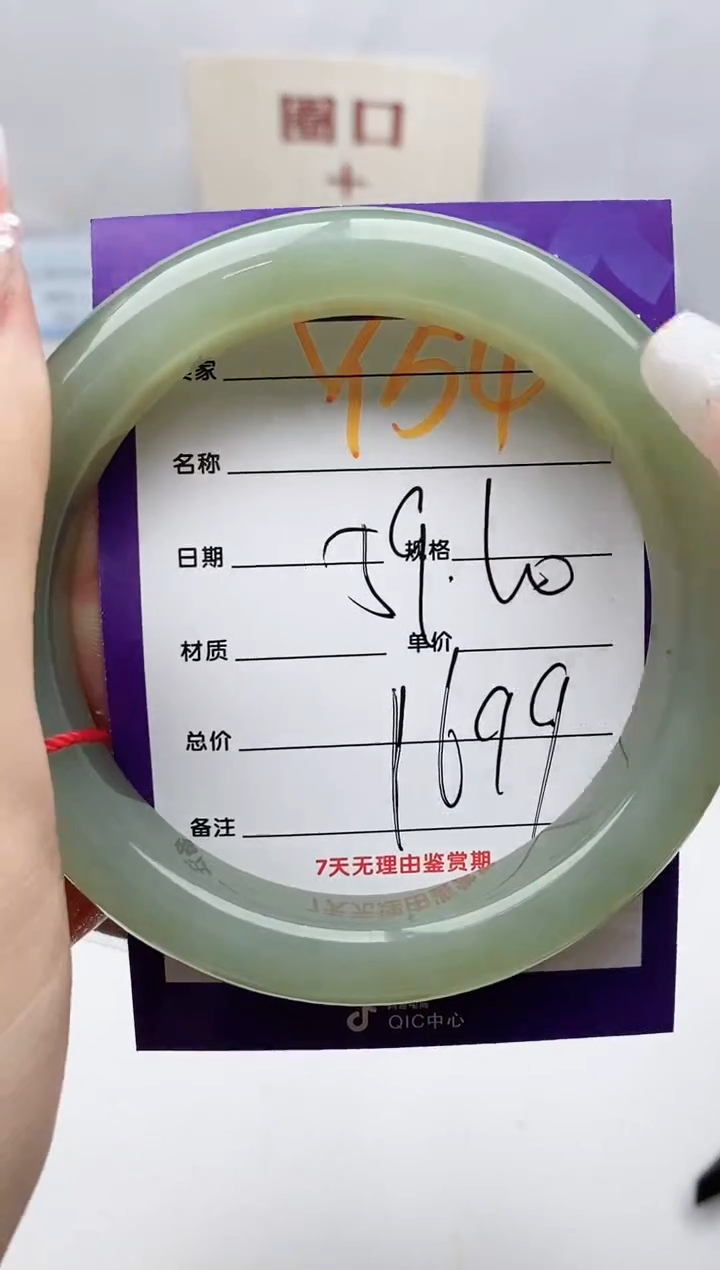 圈口
+
家
Y54
名称
日期 规格
59.60
材质 单价
总价
1699
备注
7天无理由鉴赏期
QIC中心